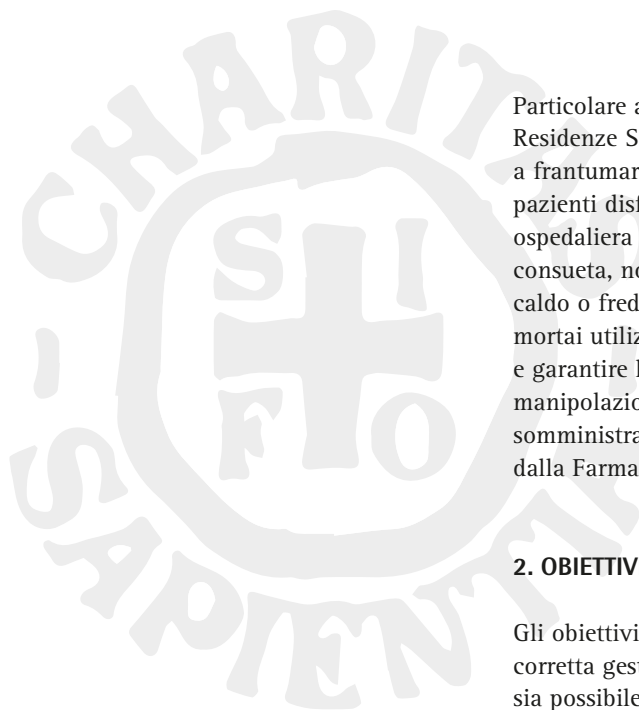 CHARITAS
S I
F O
- SAPIENTIA
Particolare a
Residenze S
a frantumar
pazienti disf
ospedaliera
consueta, no
caldo o fred
mortai utiliz
e garantire l
manipolazio
somministra
dalla Farma
2. OBIETTIV
Gli obiettivi
corretta gest
sia possibile